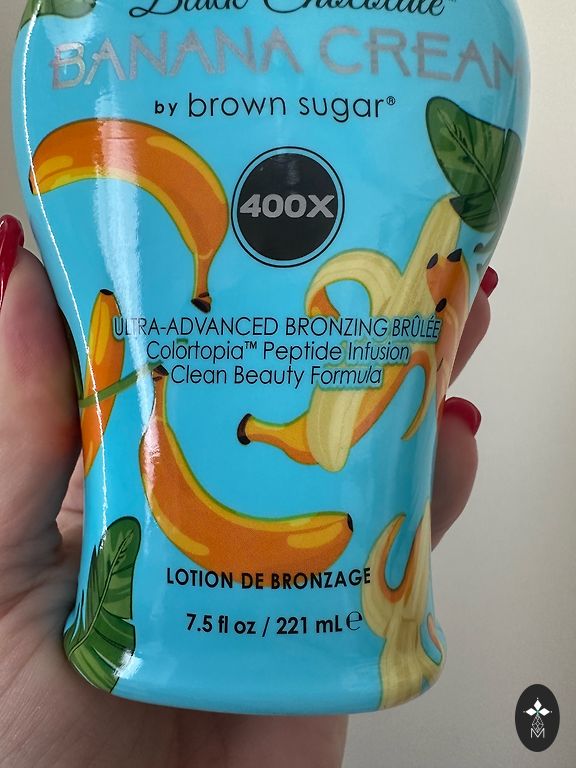 Chocolate™
BANANA CREAM
by brown sugar®
400X
ULTRA-ADVANCED BRONZING BRÛLÉE
Colortopia™ Peptide Infusion
Clean Beauty Formula
LOTION DE BRONZAGE
7.5 fl oz / 221 mL℮
M